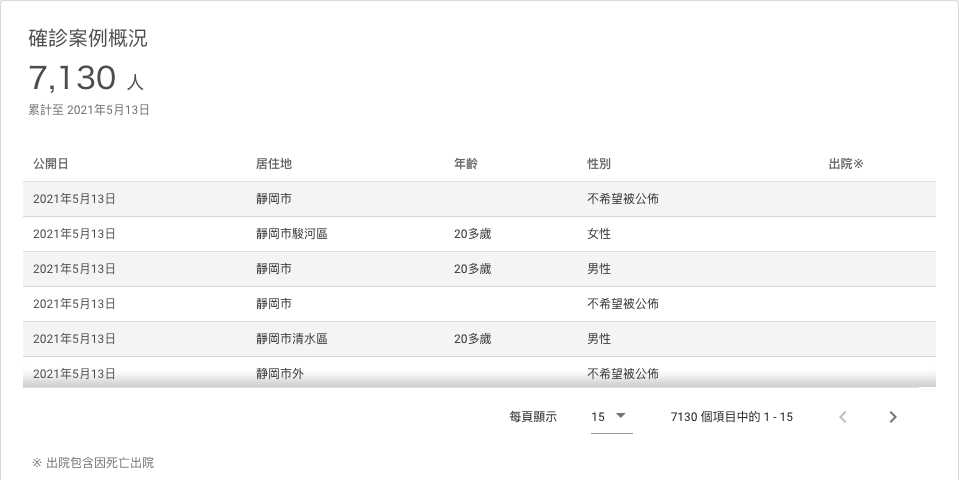 確診案例概況
7,130 人
累計至 2021年5月13日
公開日 居住地 年齡 性別 出院※
2021年5月13日 靜岡市 不希望被公佈
2021年5月13日 靜岡市駿河區 20多歲 女性
2021年5月13日 靜岡市 20多歲 男性
2021年5月13日 靜岡市 不希望被公佈
2021年5月13日 靜岡市清水區 20多歲 男性
2021年5月13日 靜岡市外 不希望被公佈
每頁顯示 15 7130 個項目中的 1 - 15
※ 出院包含因死亡出院